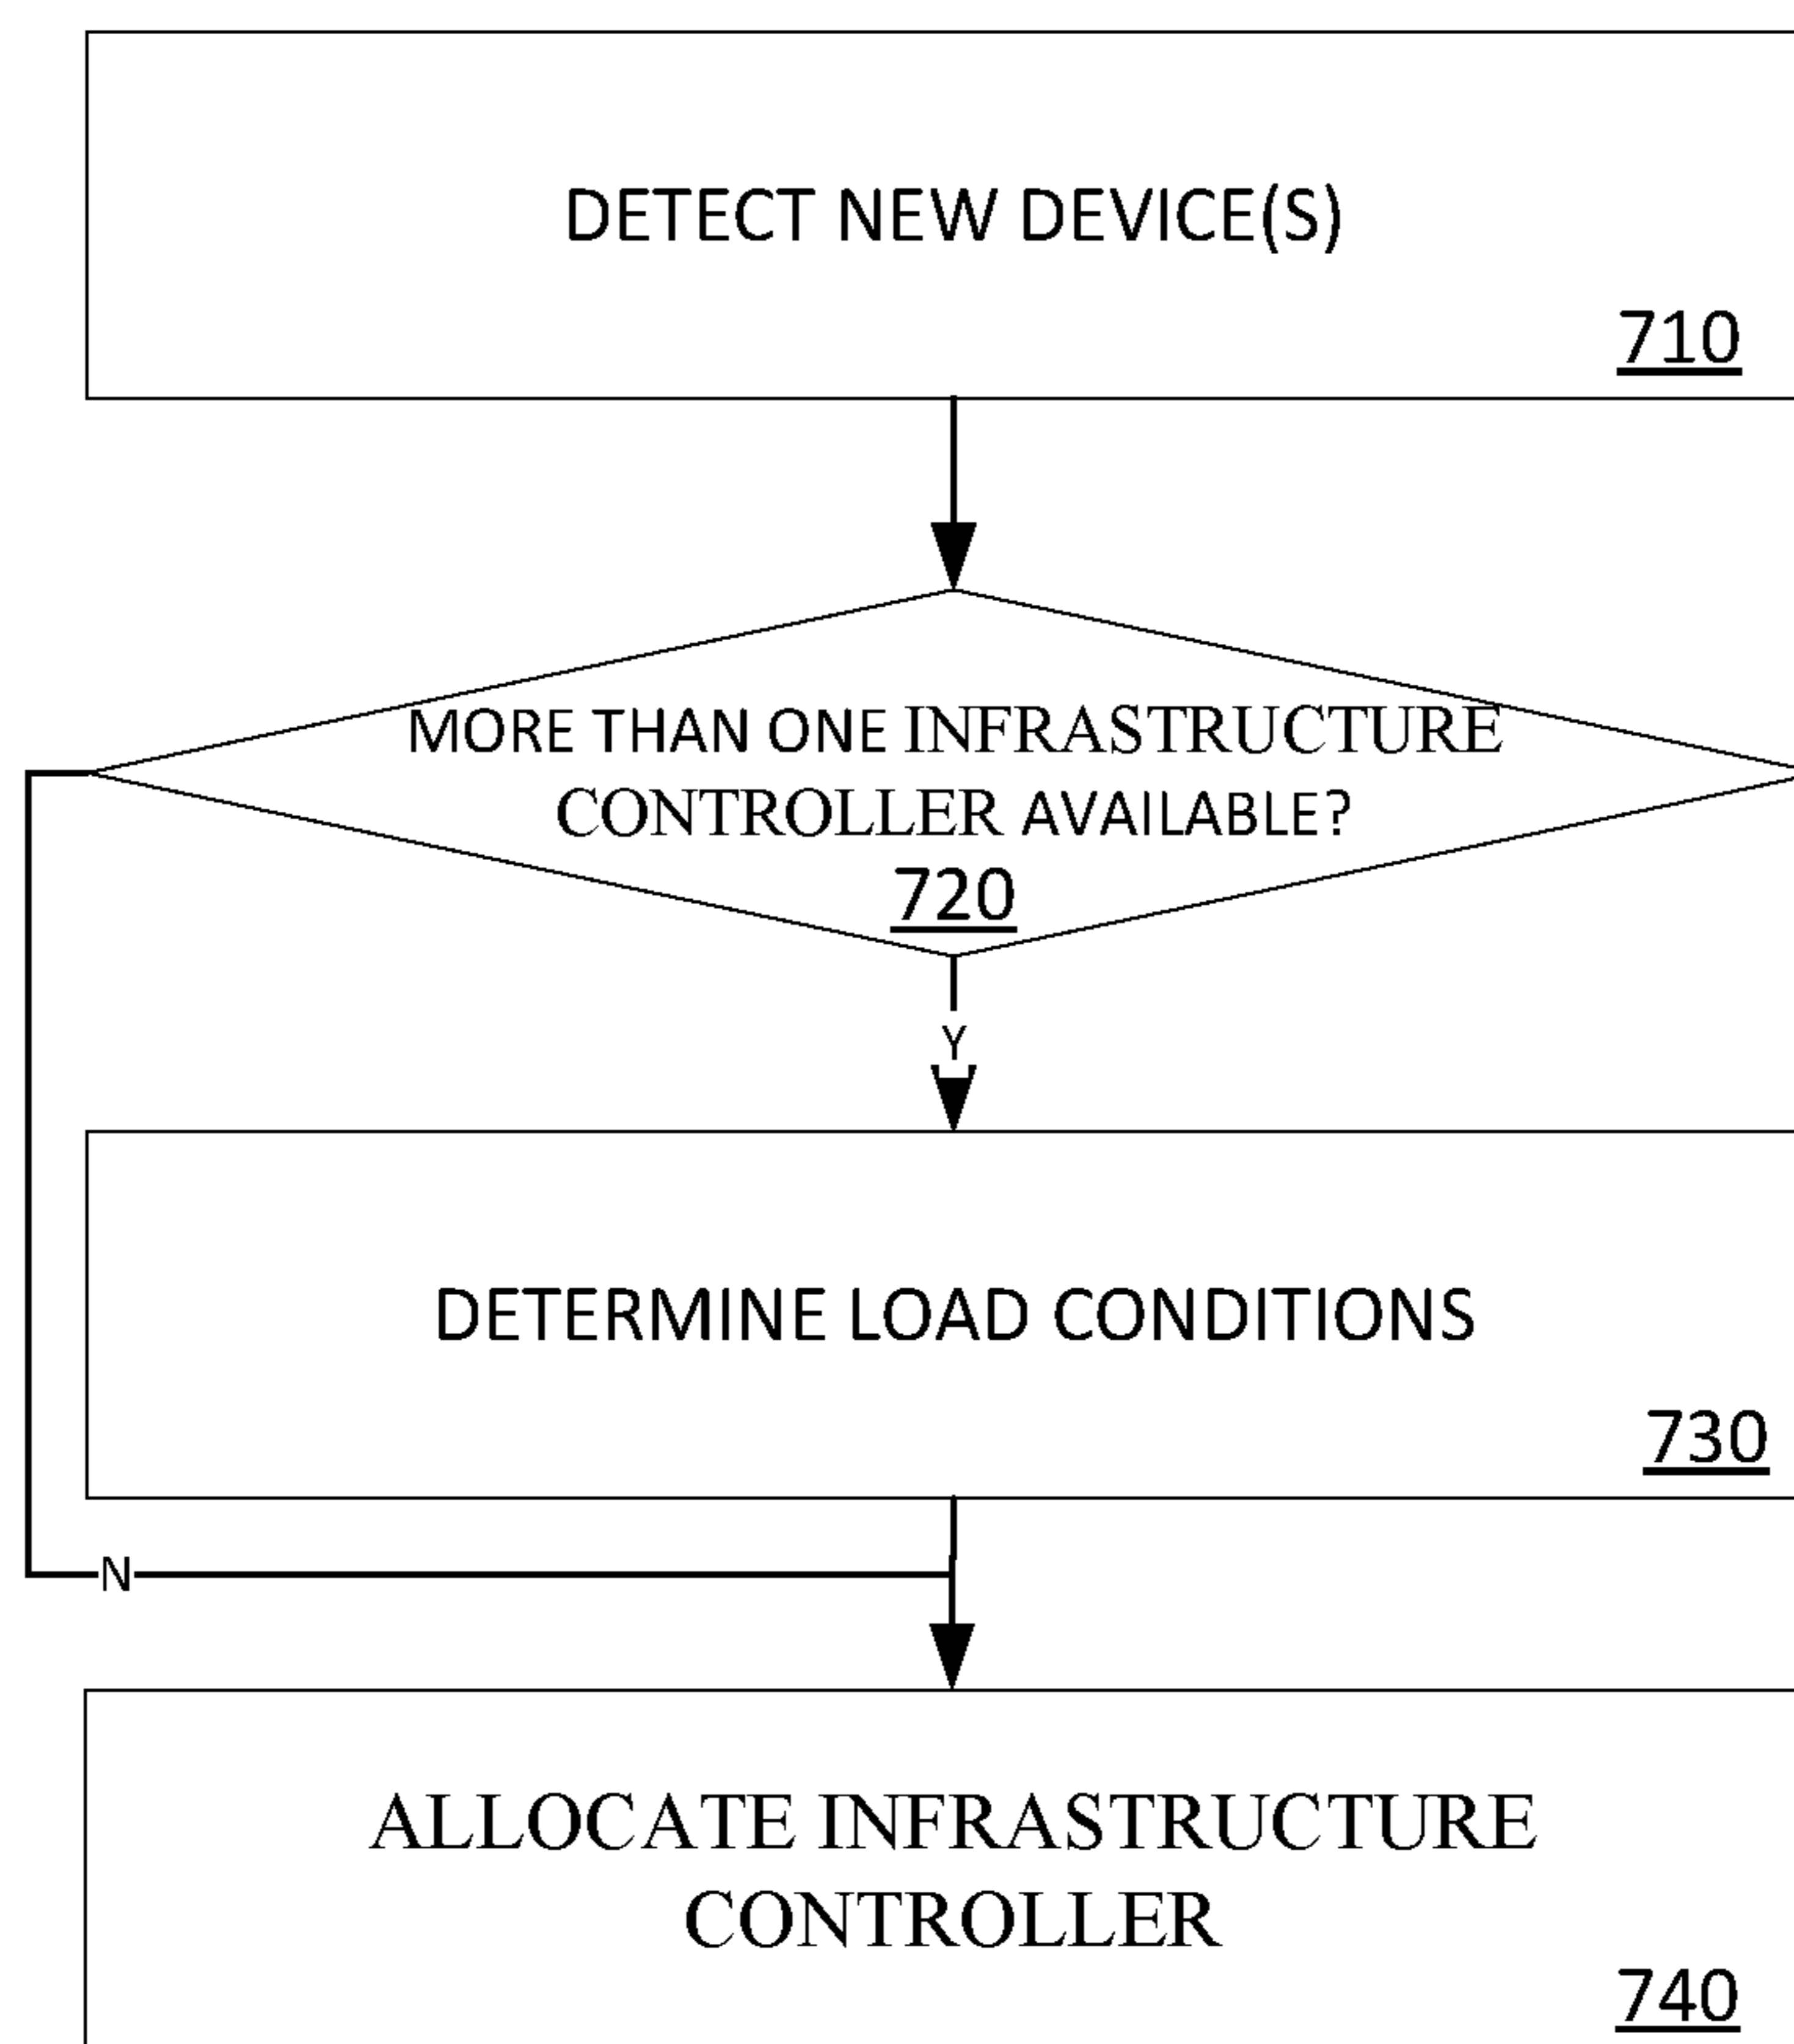 DETECT NEW DEVICE(S)
710
MORE THAN ONE INFRASTRUCTURE
CONTROLLER AVAILABLE?
720
Y
DETERMINE LOAD CONDITIONS
730
N
ALLOCATE INFRASTRUCTURE
CONTROLLER
740